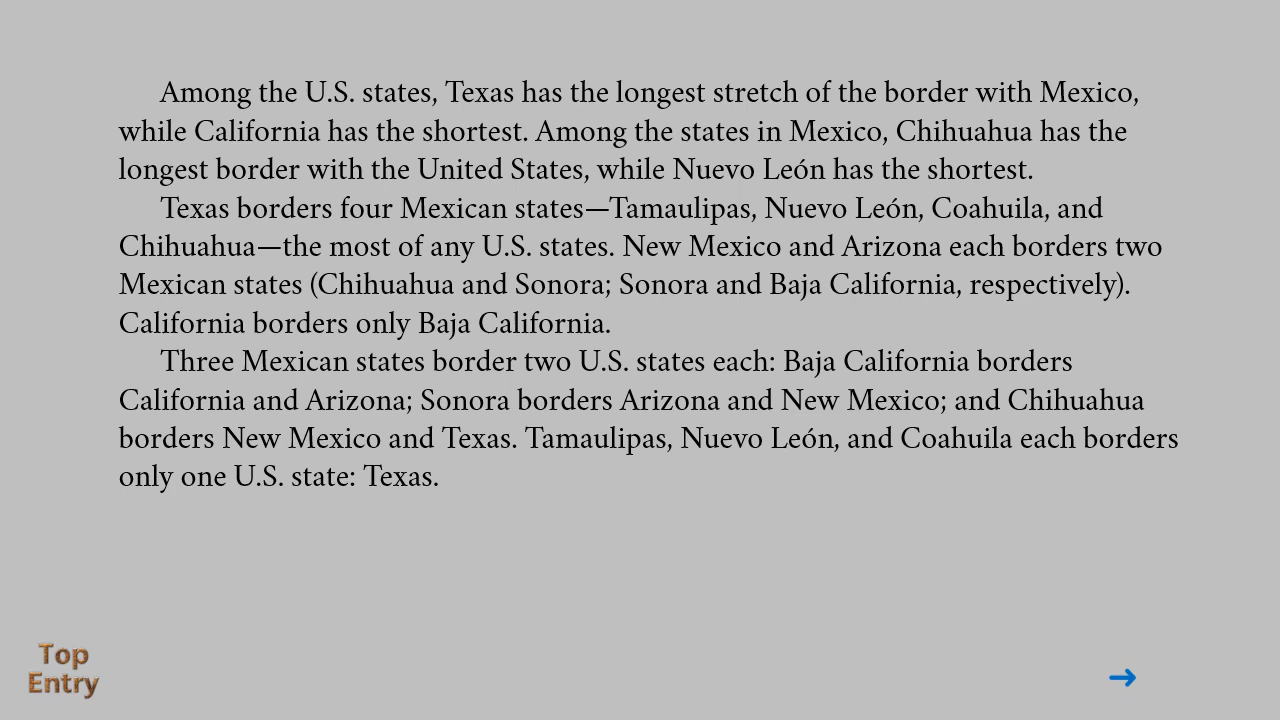 Among the U.S. states, Texas has the longest stretch of the border with Mexico,
while California has the shortest. Among the states in Mexico, Chihuahua has the
longest border with the United States, while Nuevo León has the shortest.
Texas borders four Mexican states—Tamaulipas, Nuevo León, Coahuila, and
Chihuahua—the most of any U.S. states. New Mexico and Arizona each borders two
Mexican states (Chihuahua and Sonora; Sonora and Baja California, respectively).
California borders only Baja California.
Three Mexican states border two U.S. states each: Baja California borders
California and Arizona; Sonora borders Arizona and New Mexico; and Chihuahua
borders New Mexico and Texas. Tamaulipas, Nuevo León, and Coahuila each borders
only one U.S. state: Texas.
Top
Entry